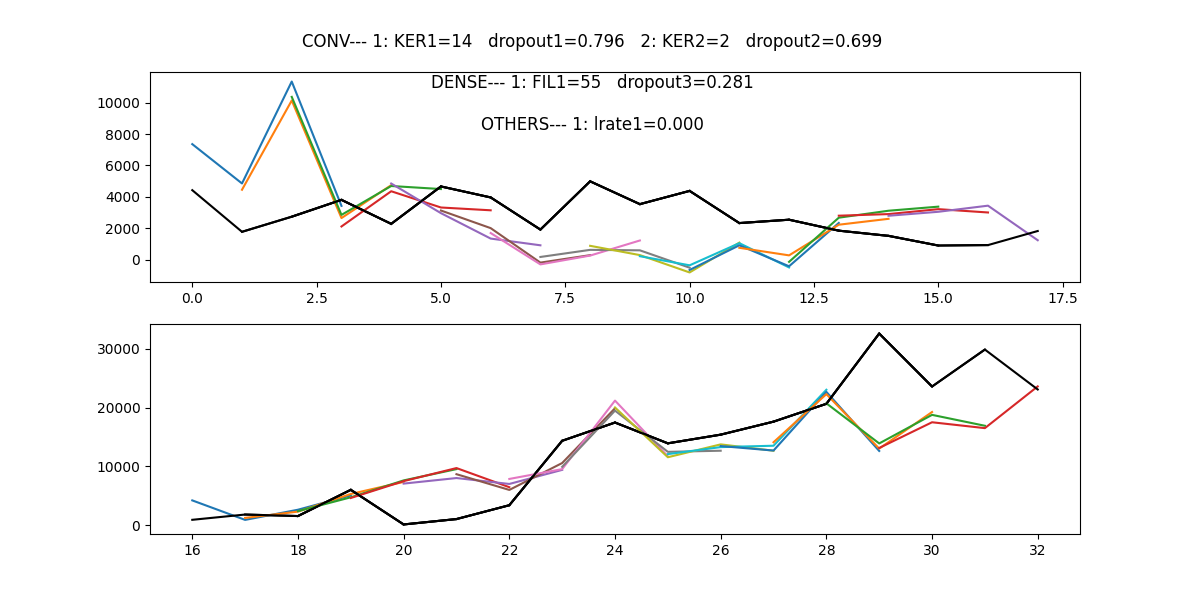 CONV--- 1: KER1=14   dropout1=0.796   2: KER2=2   dropout2=0.699
DENSE--- 1: FIL1=55   dropout3=0.281
OTHERS--- 1: lrate1=0.000
10000
8000
6000
4000
2000
0
0.0 2.5 5.0 7.5 10.0 12.5 15.0 17.5
30000
20000
10000
0
16 18 20 22 24 26 28 30 32